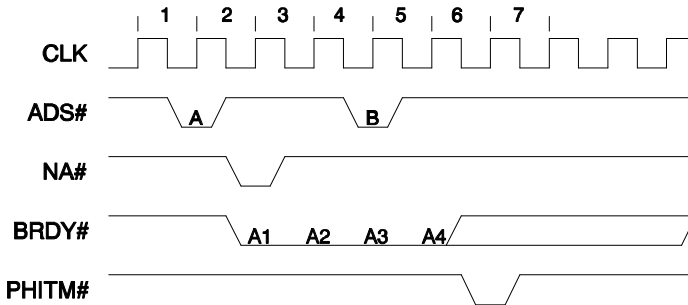 1 2 3 4 5 6 7
CLK
ADS# A B
NA#
BRDY# A1 A2 A3 A4
PHITM#